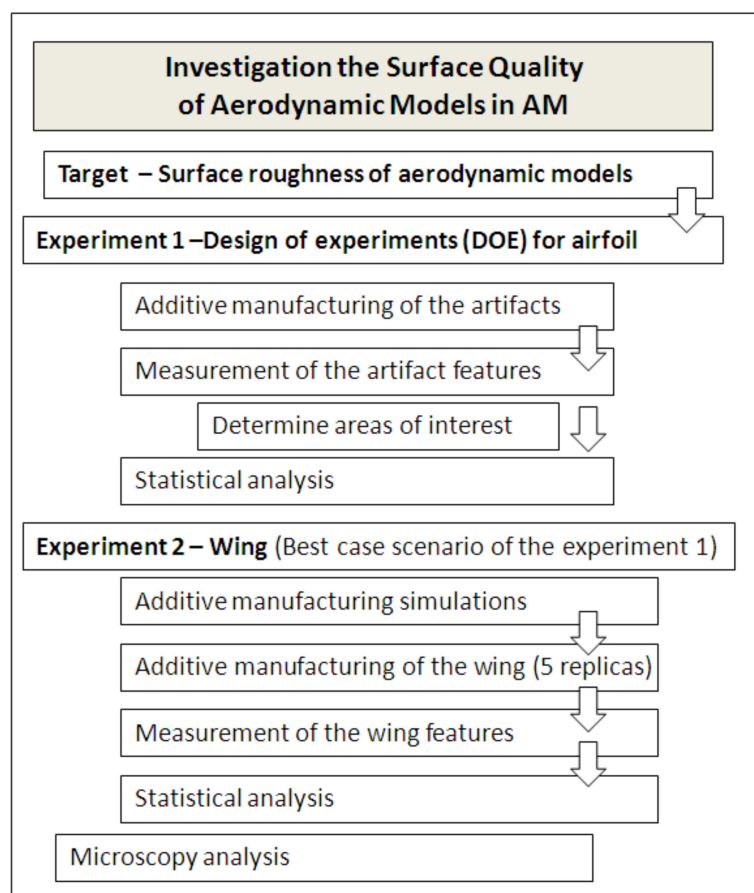 Investigation the Surface Quality
of Aerodynamic Models in AM
Target – Surface roughness of aerodynamic models
Experiment 1 –Design of experiments (DOE) for airfoil
Additive manufacturing of the artifacts
Measurement of the artifact features
Determine areas of interest
Statistical analysis
Experiment 2 – Wing (Best case scenario of the experiment 1)
Additive manufacturing simulations
Additive manufacturing of the wing (5 replicas)
Measurement of the wing features
Statistical analysis
Microscopy analysis